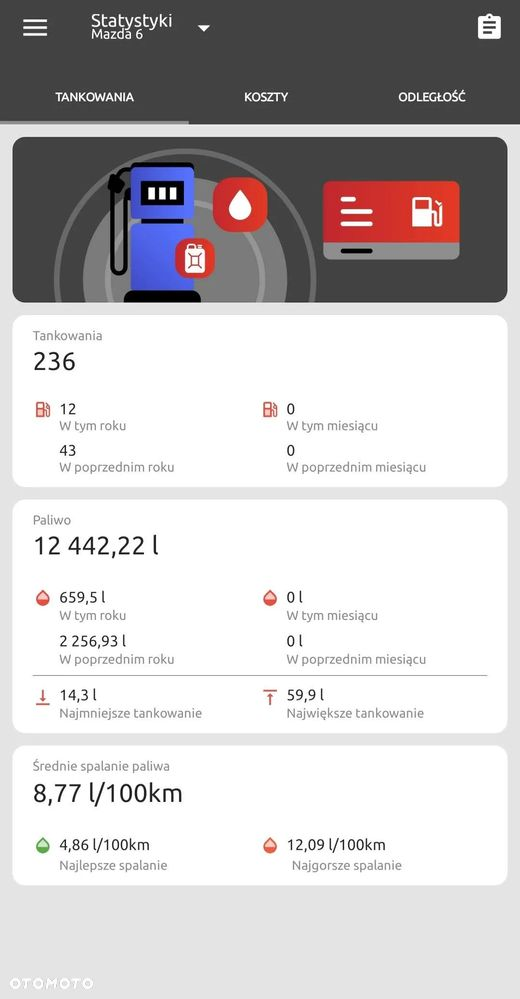 Statystyki
Mazda 6
TANKOWANIA KOSZTY ODLEGŁOŚĆ
Tankowania
236
12 0
W tym roku W tym miesiącu
43 0
W poprzednim roku W poprzednim miesiącu
Paliwo
12 442,22 l
659,5 l 0 l
W tym roku W tym miesiącu
2 256,93 l 0 l
W poprzednim roku W poprzednim miesiącu
14,3 l 59,9 l
Najmniejsze tankowanie Największe tankowanie
Średnie spalanie paliwa
8,77 l/100km
4,86 l/100km 12,09 l/100km
Najlepsze spalanie Najgorsze spalanie
OTOMOTO